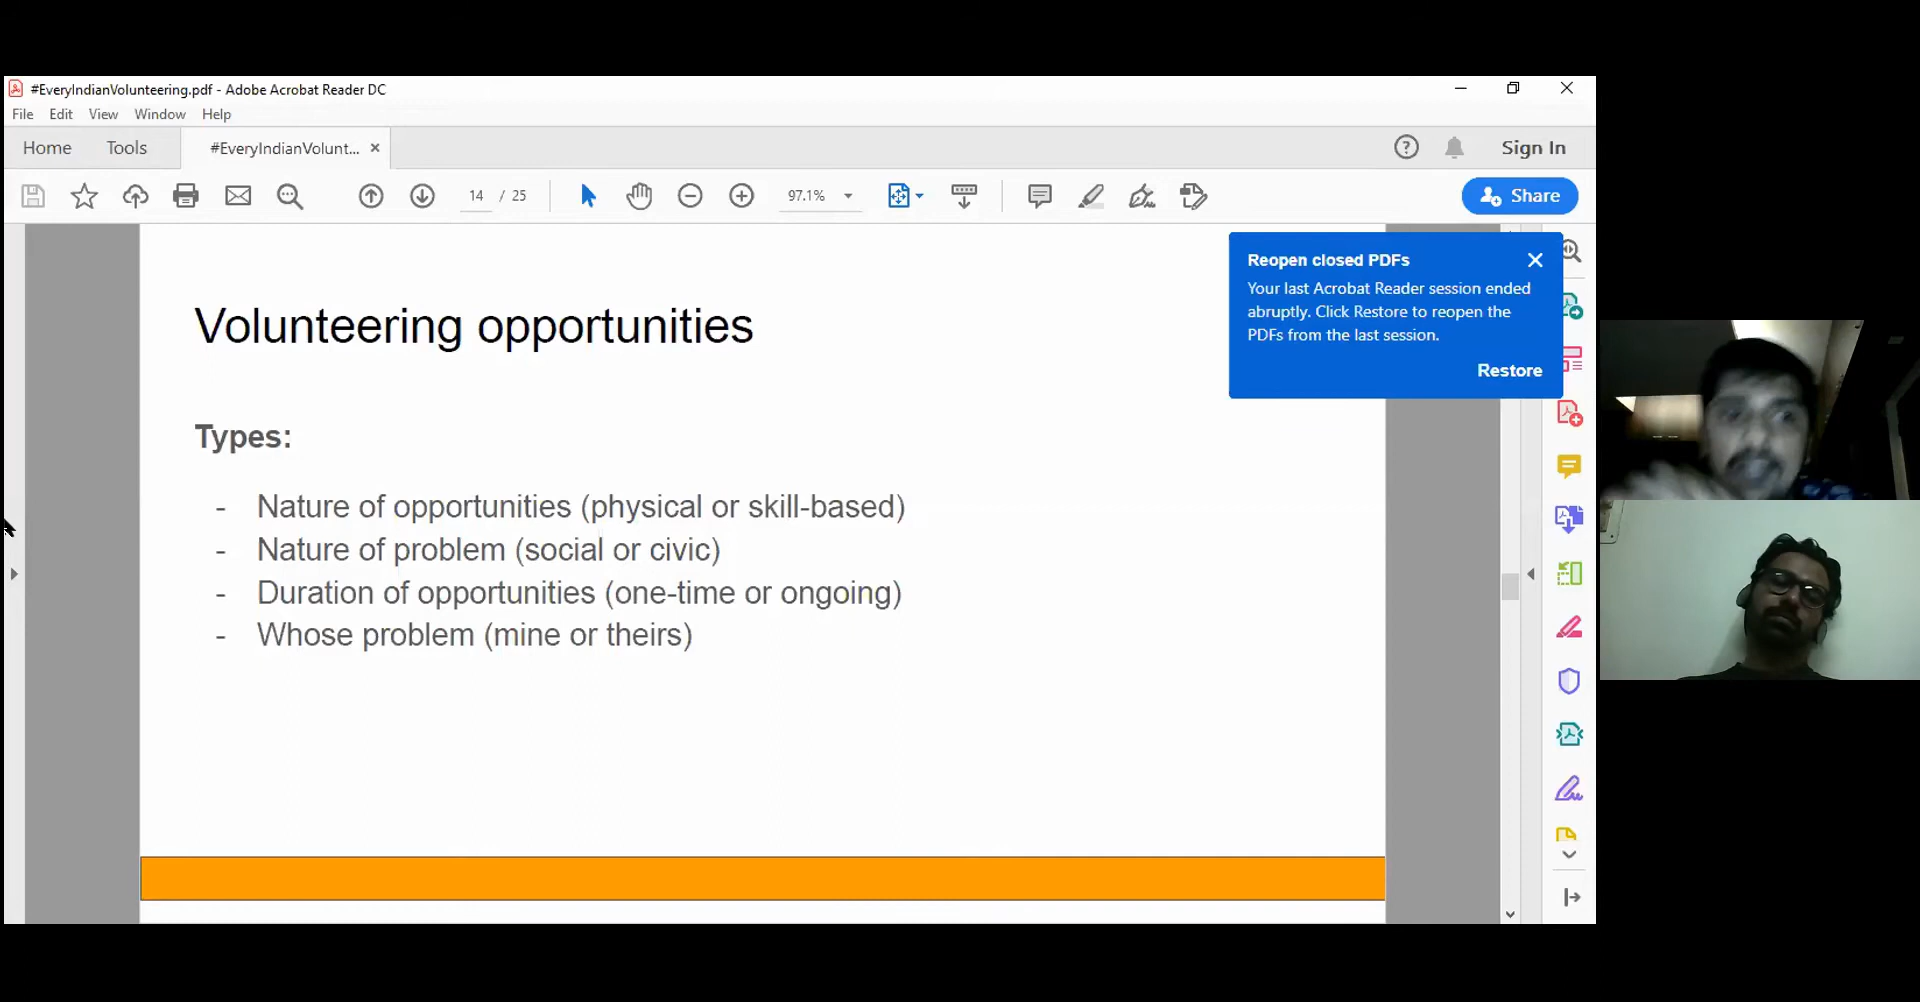 #EveryIndianVolunteering.pdf - Adobe Acrobat Reader DC
File Edit View Window Help
Home Tools #EveryIndianVolunt... Sign In
14 / 25 97.1% Share
Reopen closed PDFs
Your last Acrobat Reader session ended
abruptly. Click Restore to reopen the
PDFs from the last session.
Restore
Volunteering opportunities
Types:
- Nature of opportunities (physical or skill-based)
- Nature of problem (social or civic)
- Duration of opportunities (one-time or ongoing)
- Whose problem (mine or theirs)